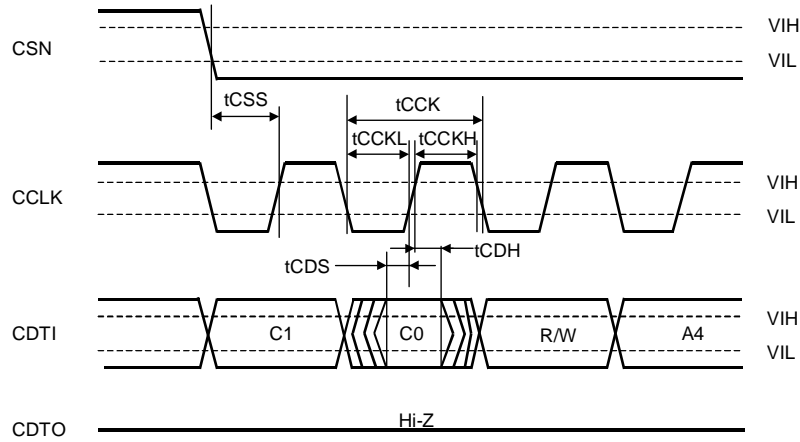 CSN
VIH
VIL
tCSS
tCCK
tCCKL
tCCKH
CCLK
VIH
VIL
tCDS
tCDH
CDTI
C1
C0
R/W
A4
VIH
VIL
CDTO
Hi-Z